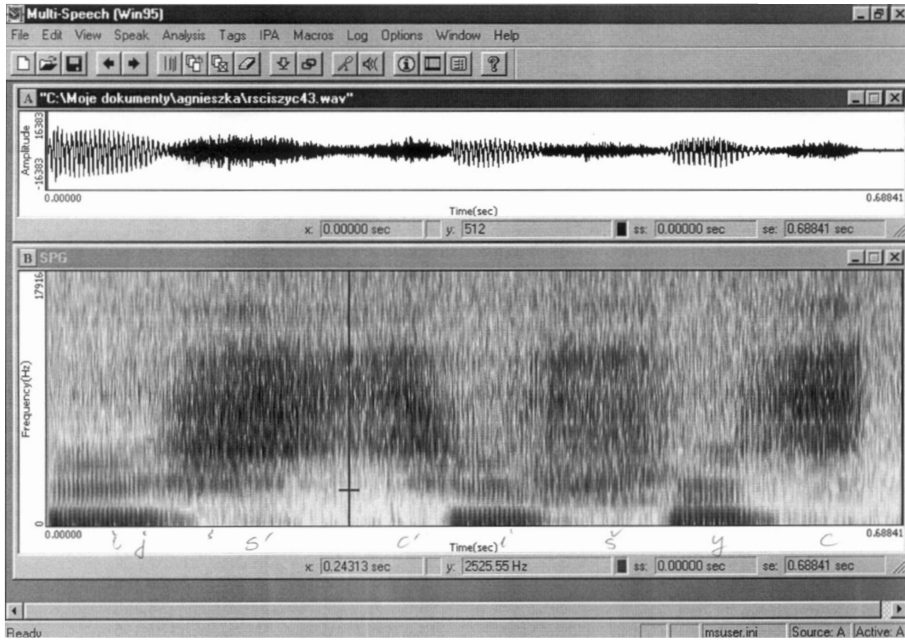 Multi-Speech (Win95)
File Edit View Speak Analysis Tags IPA Macros Log Options Window Help
A "C:\Moje dokumenty\agnieszka\rsciszyc43.wav"
Amplitude
-16383 16383
0.00000 0.68841
Time(sec)
x: 0.00000 sec y: 512 ss: 0.00000 sec se: 0.68841 sec
B SPG
Frequency(Hz)
0 17916
0.00000 0.68841
i j i s' c' i š y c
Time(sec)
x: 0.24313 sec y: 2525.55 Hz ss: 0.00000 sec se: 0.68841 sec
Ready msuser.ini Source: A Active: A